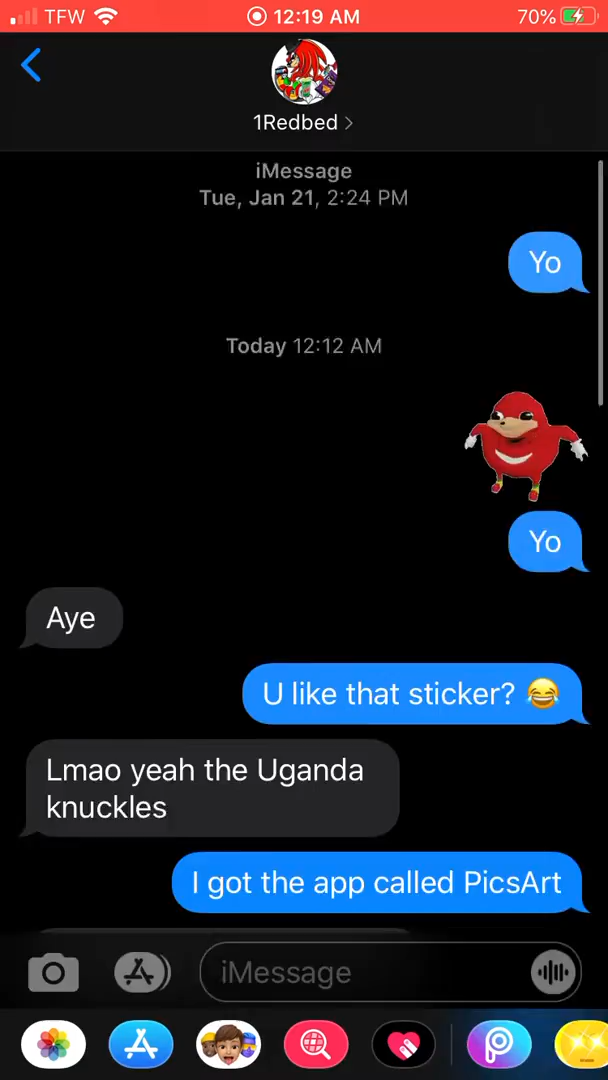 TFW 12:19 AM 70%
1Redbed
iMessage
Tue, Jan 21, 2:24 PM
Yo
Today 12:12 AM
Yo
Aye
U like that sticker? 😂
Lmao yeah the Uganda
knuckles
I got the app called PicsArt
iMessage